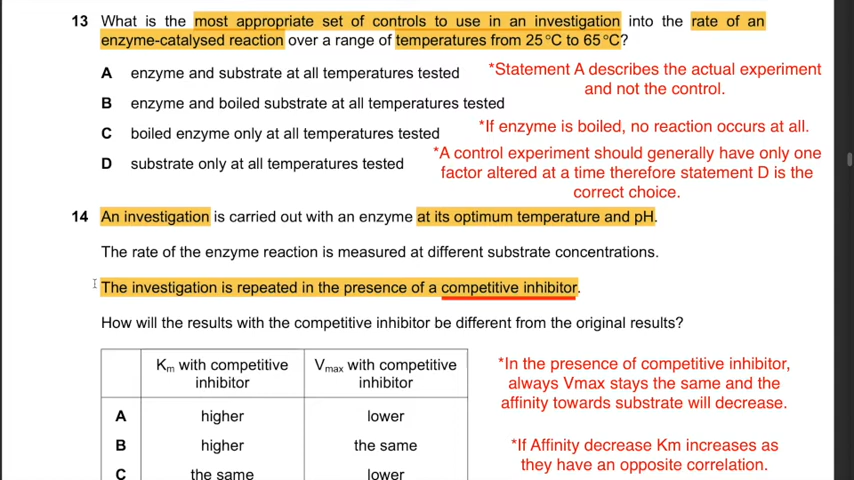 13 What is the most appropriate set of controls to use in an investigation into the rate of an
enzyme-catalysed reaction over a range of temperatures from 25 °C to 65 °C?
A enzyme and substrate at all temperatures tested
*Statement A describes the actual experiment
and not the control.
B enzyme and boiled substrate at all temperatures tested
C boiled enzyme only at all temperatures tested
*If enzyme is boiled, no reaction occurs at all.
D substrate only at all temperatures tested
*A control experiment should generally have only one
factor altered at a time therefore statement D is the
correct choice.
14 An investigation is carried out with an enzyme at its optimum temperature and pH.
The rate of the enzyme reaction is measured at different substrate concentrations.
The investigation is repeated in the presence of a competitive inhibitor.
How will the results with the competitive inhibitor be different from the original results?
Km with competitive
inhibitor
Vmax with competitive
inhibitor
A higher lower
B higher the same
C the same lower
*In the presence of competitive inhibitor,
always Vmax stays the same and the
affinity towards substrate will decrease.
*If Affinity decrease Km increases as
they have an opposite correlation.